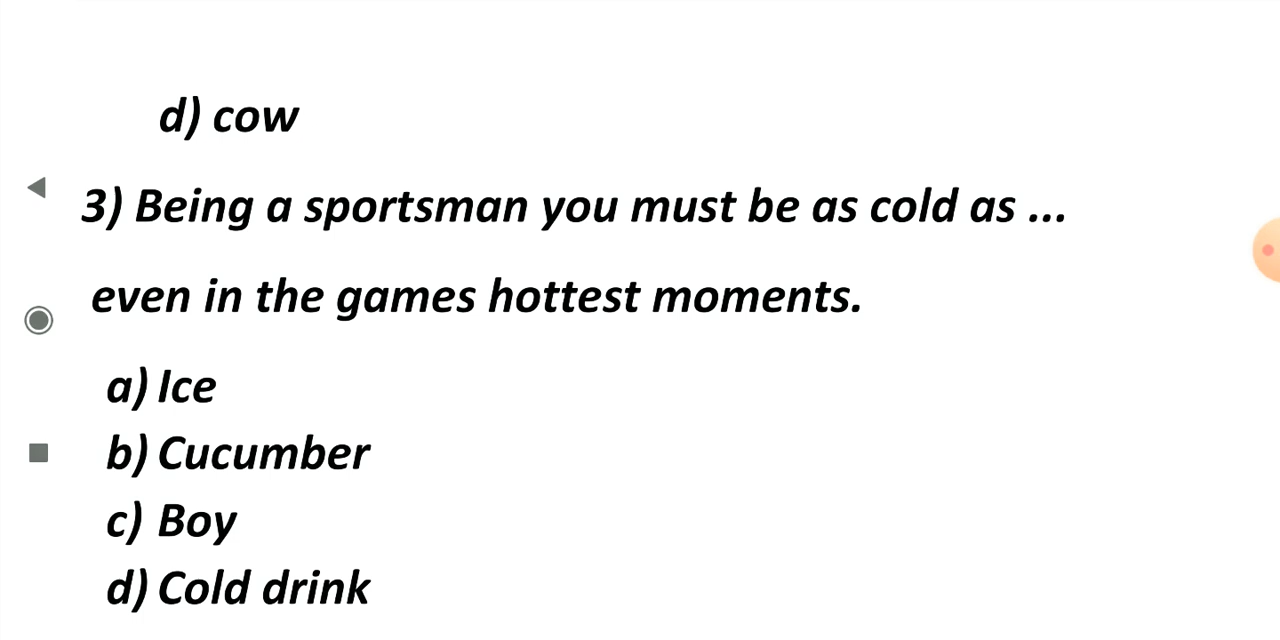 d) cow
3) Being a sportsman you must be as cold as ...
even in the games hottest moments.
a) Ice
b) Cucumber
c) Boy
d) Cold drink